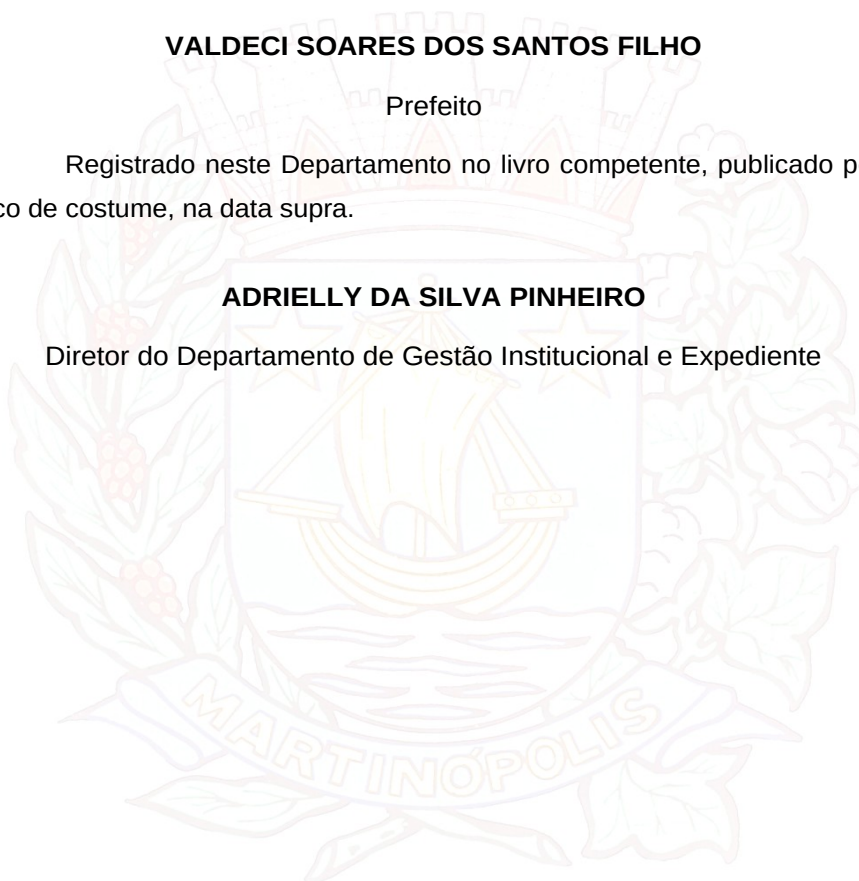 VALDECI SOARES DOS SANTOS FILHO
Prefeito
Registrado neste Departamento no livro competente, publicado p
co de costume, na data supra.
ADRIELLY DA SILVA PINHEIRO
Diretor do Departamento de Gestão Institucional e Expediente
MARTINÓPOLIS